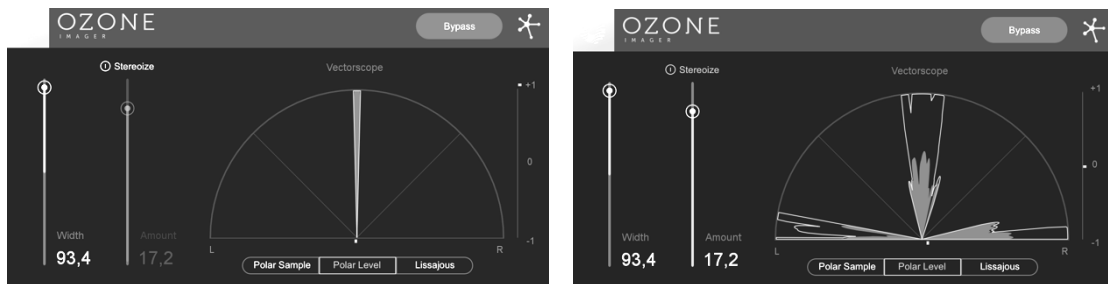 OZONE
IMAGER
Bypass
Stereoize
Vectorscope
+1
0
Width
Amount
-1
93,4
17,2
L
R
Polar Sample
Polar Level
Lissajous
OZONE
IMAGER
Bypass
Stereoize
Vectorscope
+1
0
Width
Amount
-1
93,4
17,2
L
R
Polar Sample
Polar Level
Lissajous